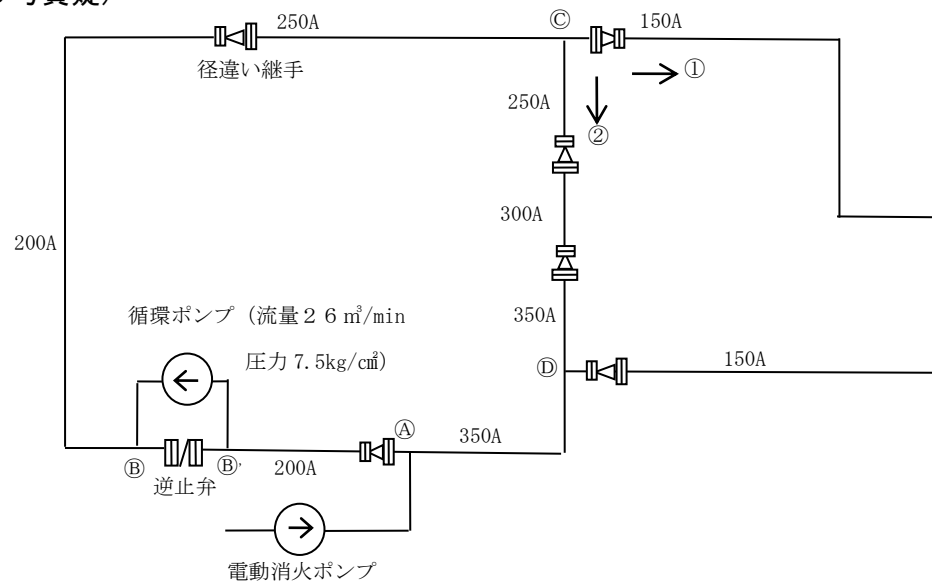 250A
Ⓒ
150A
径違い継手
①
250A
②
200A
300A
循環ポンプ（流量２６㎥/min
圧力 7.5kg/㎠）
350A
Ⓓ
150A
Ⓐ
350A
Ⓑ
Ⓑ’
200A
逆止弁
電動消火ポンプ